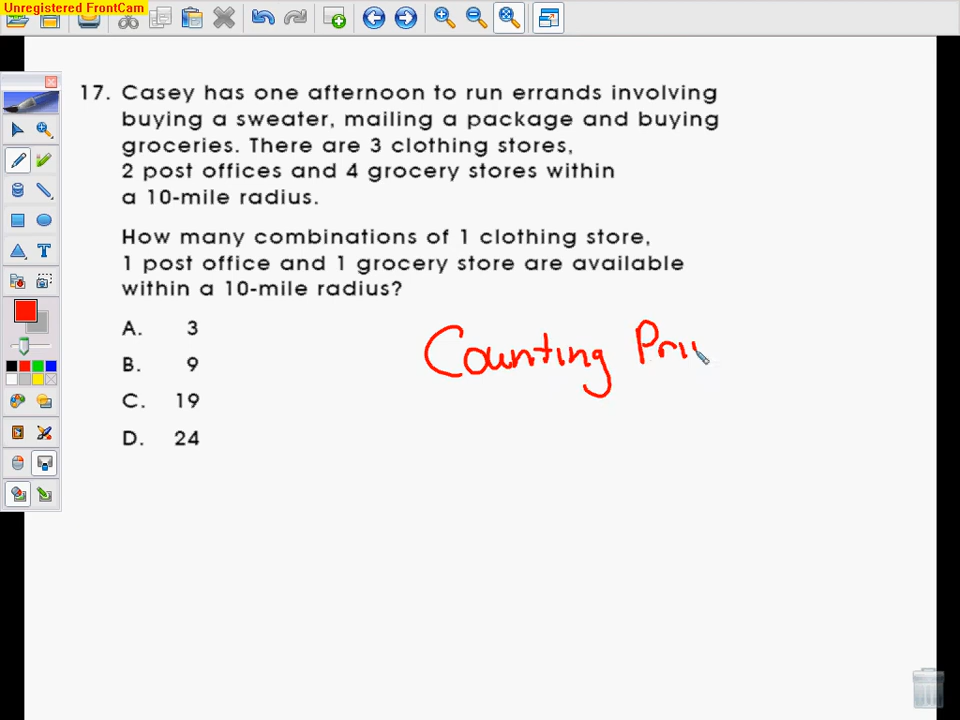 Unregistered FrontCam
17. Casey has one afternoon to run errands involving
buying a sweater, mailing a package and buying
groceries. There are 3 clothing stores,
2 post offices and 4 grocery stores within
a 10-mile radius.
How many combinations of 1 clothing store,
1 post office and 1 grocery store are available
within a 10-mile radius?
A. 3
B. 9
C. 19
D. 24
Counting Pri